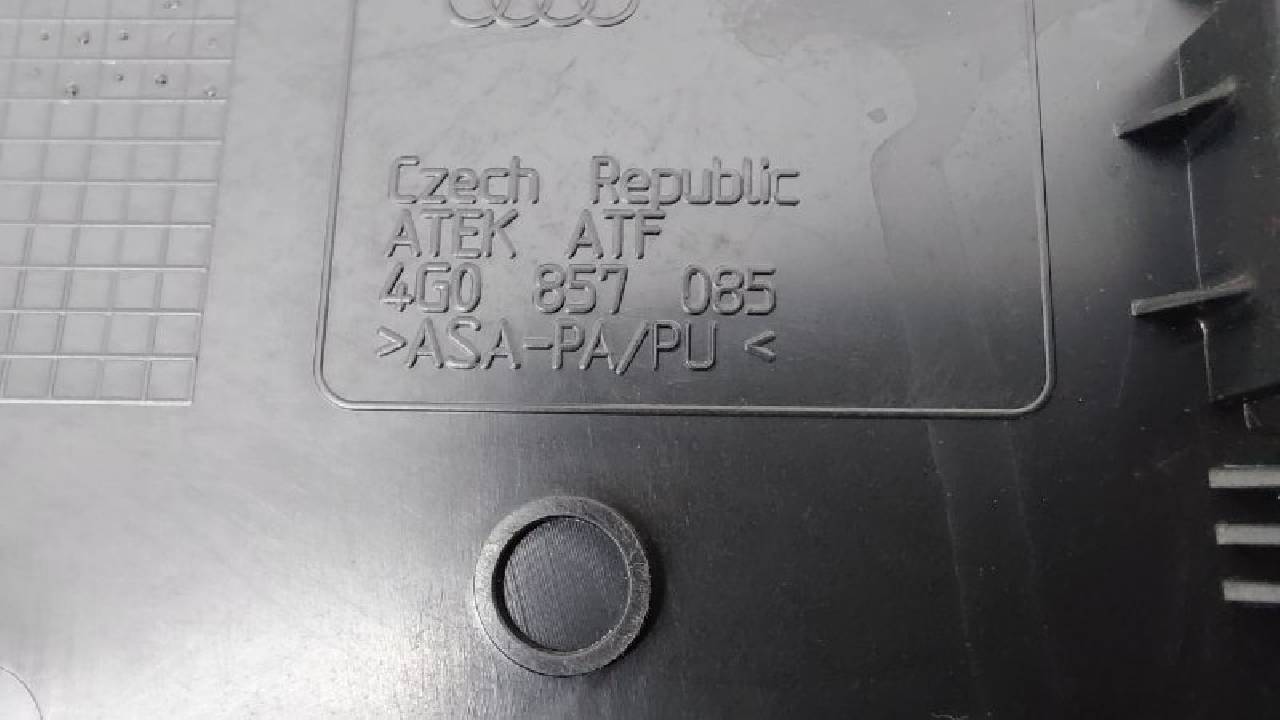 Czech Republic
ATEK ATF
4G0 857 085
>ASA-PA/PU <